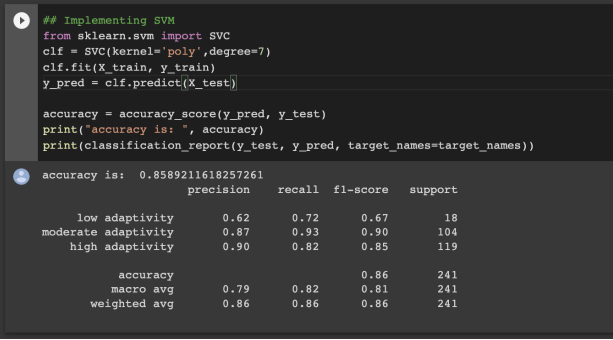 ## Implementing SVM
from sklearn.svm import SVC
clf = SVC(kernel='poly',degree=7)
clf.fit(X_train, y_train)
y_pred = clf.predict(X_test)
accuracy = accuracy_score(y_pred, y_test)
print("accuracy is: ", accuracy)
print(classification_report(y_test, y_pred, target_names=target_names))
accuracy is:  0.8589211618257261
precision recall f1-score support
low adaptivity 0.62 0.72 0.67 18
moderate adaptivity 0.87 0.93 0.90 104
high adaptivity 0.90 0.82 0.85 119
accuracy 0.86 241
macro avg 0.79 0.82 0.81 241
weighted avg 0.86 0.86 0.86 241